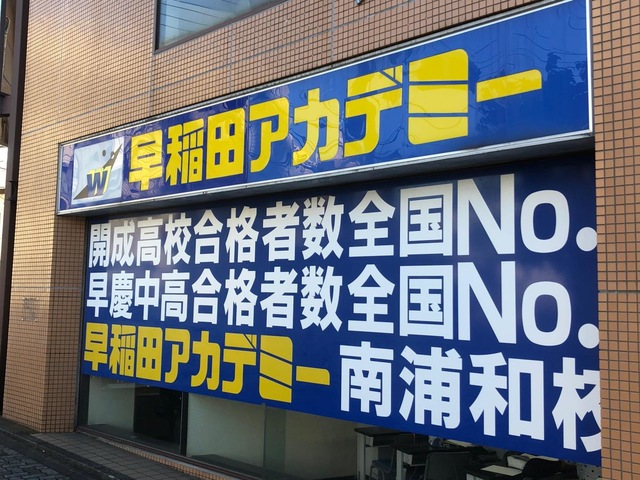 W 早稲田アカデミー
開成高校合格者数全国No.
早慶中高合格者数全国No.
早稲田アカデミー 南浦和校